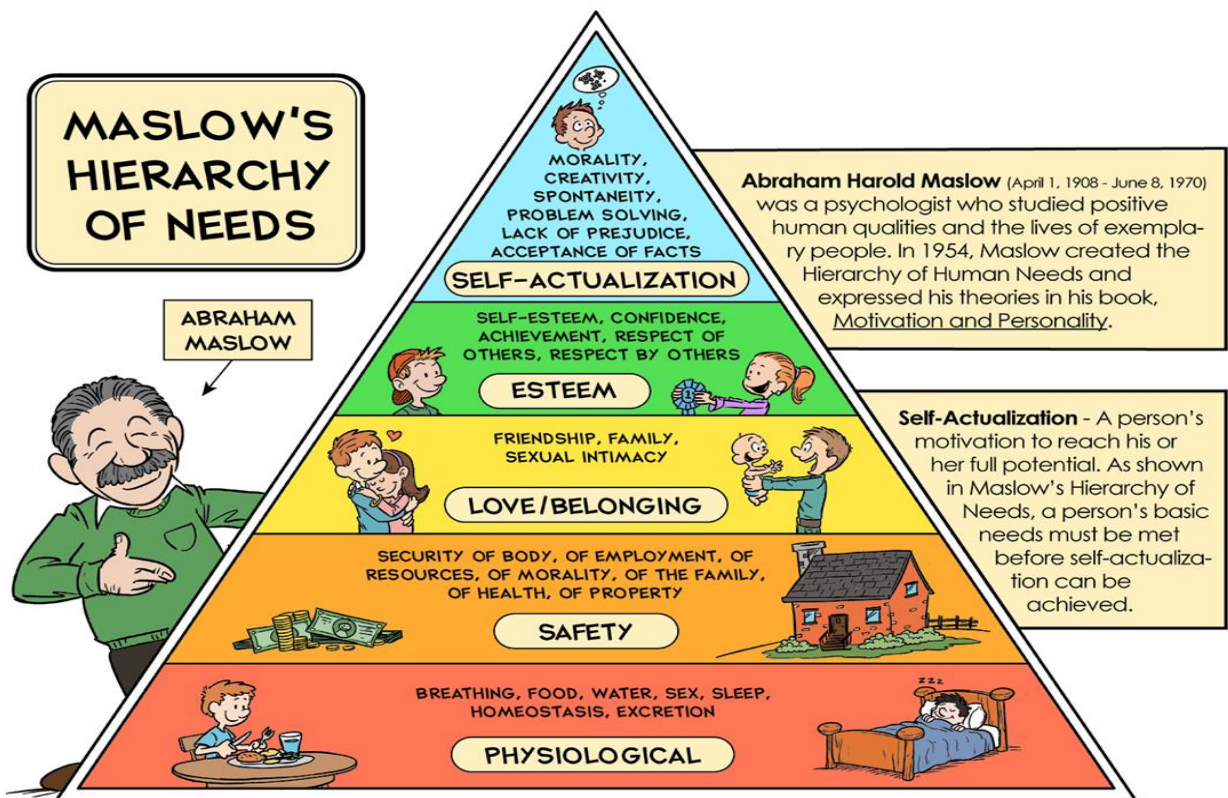 MASLOW'S
HIERARCHY
OF NEEDS
ABRAHAM
MASLOW
MORALITY,
CREATIVITY,
SPONTANEITY,
PROBLEM SOLVING,
LACK OF PREJUDICE,
ACCEPTANCE OF FACTS
SELF-ACTUALIZATION
SELF-ESTEEM, CONFIDENCE,
ACHIEVEMENT, RESPECT OF
OTHERS, RESPECT BY OTHERS
ESTEEM
1
FRIENDSHIP, FAMILY,
SEXUAL INTIMACY
LOVE/BELONGING
SECURITY OF BODY, OF EMPLOYMENT, OF
RESOURCES, OF MORALITY, OF THE FAMILY,
OF HEALTH, OF PROPERTY
SAFETY
BREATHING, FOOD, WATER, SEX, SLEEP,
HOMEOSTASIS, EXCRETION
PHYSIOLOGICAL
zzz
Abraham Harold Maslow (April 1, 1908 - June 8, 1970)
was a psychologist who studied positive
human qualities and the lives of exempla-
ry people. In 1954, Maslow created the
Hierarchy of Human Needs and
expressed his theories in his book,
Motivation and Personality.
Self-Actualization - A person's
motivation to reach his or
her full potential. As shown
in Maslow's Hierarchy of
Needs, a person's basic
needs must be met
before self-actualiza-
tion can be
achieved.